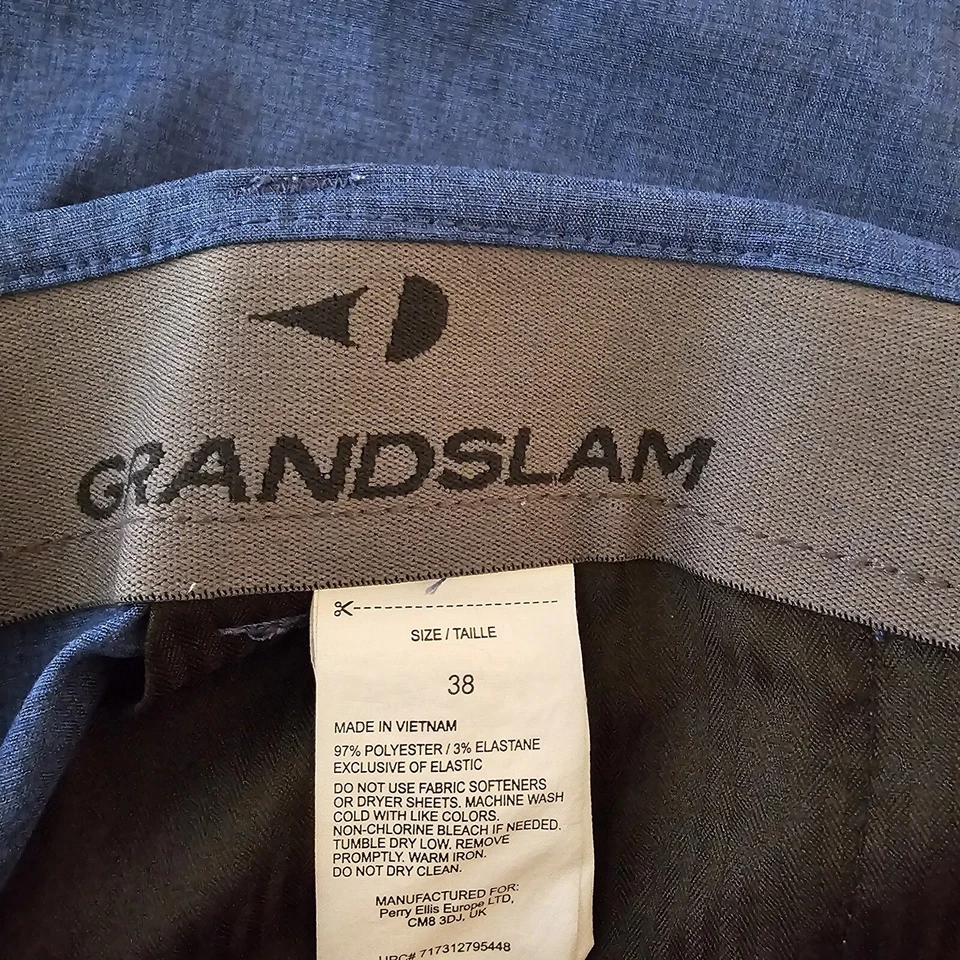 GRANDSLAM
SIZE / TAILLE
38
MADE IN VIETNAM
97% POLYESTER / 3% ELASTANE
EXCLUSIVE OF ELASTIC
DO NOT USE FABRIC SOFTENERS
OR DRYER SHEETS. MACHINE WASH
COLD WITH LIKE COLORS.
NON-CHLORINE BLEACH IF NEEDED.
TUMBLE DRY LOW. REMOVE
PROMPTLY. WARM IRON.
DO NOT DRY CLEAN.
MANUFACTURED FOR:
Perry Ellis Europe LTD,
CM8 3DJ, UK
UPC# 717312795448